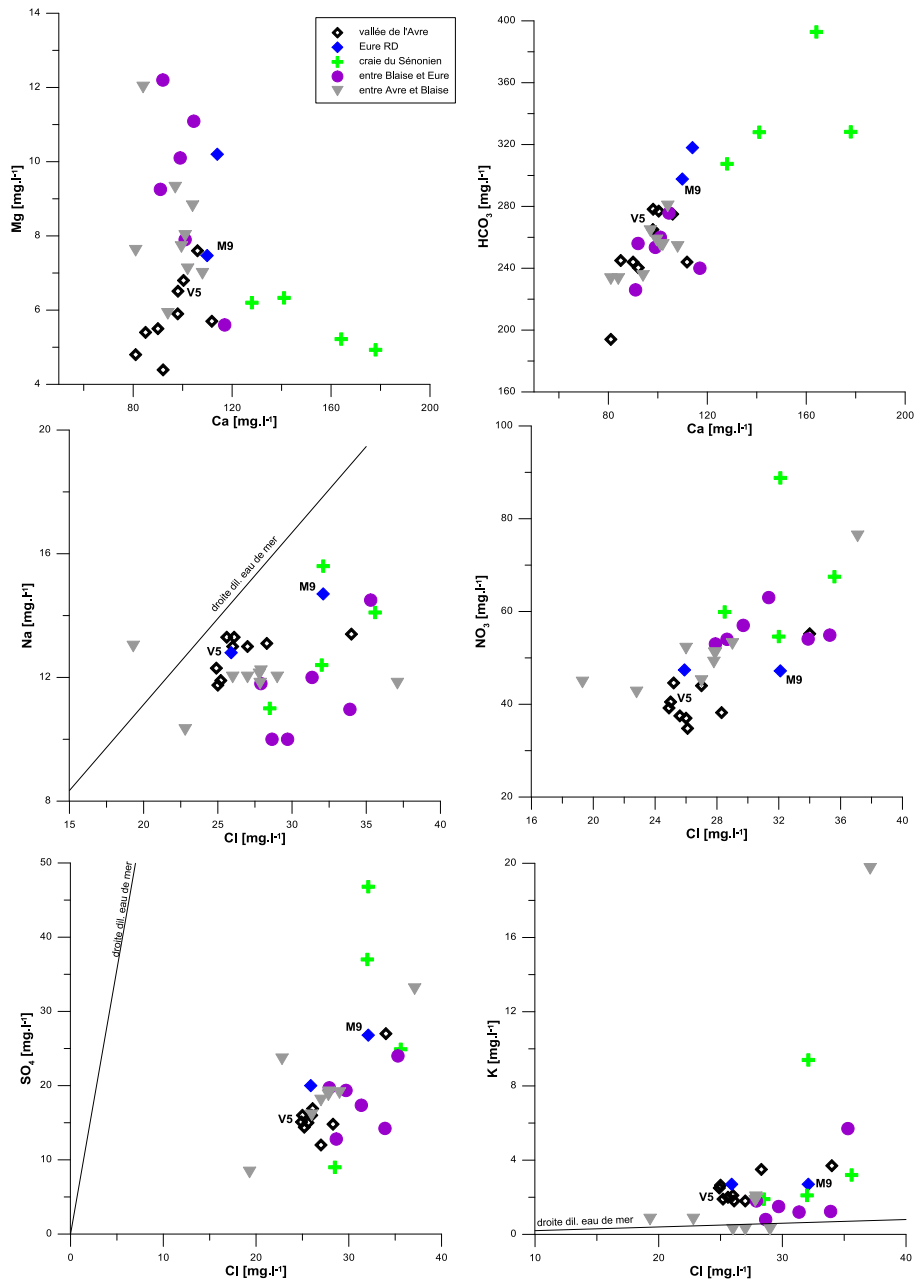 14
12
10
8
6
4
Mg [mg.l-1]
80
120
160
200
Ca [mg.l-1]
M9
V5
vallée de l'Avre
Eure RD
craie du Sénonien
entre Blaise et Eure
entre Avre et Blaise
400
360
320
280
240
200
160
HCO3 [mg.l-1]
80
120
160
200
Ca [mg.l-1]
M9
V5
20
16
12
8
Na [mg.l-1]
15
20
25
30
35
40
Cl [mg.l-1]
droite dil. eau de mer
M9
V5
100
80
60
40
20
NO3 [mg.l-1]
16
20
24
28
32
36
40
Cl [mg.l-1]
M9
V5
50
40
30
20
10
0
SO4 [mg.l-1]
0
10
20
30
40
Cl [mg.l-1]
droite dil. eau de mer
M9
V5
20
16
12
8
4
0
K [mg.l-1]
10
20
30
40
Cl [mg.l-1]
droite dil. eau de mer
M9
V5